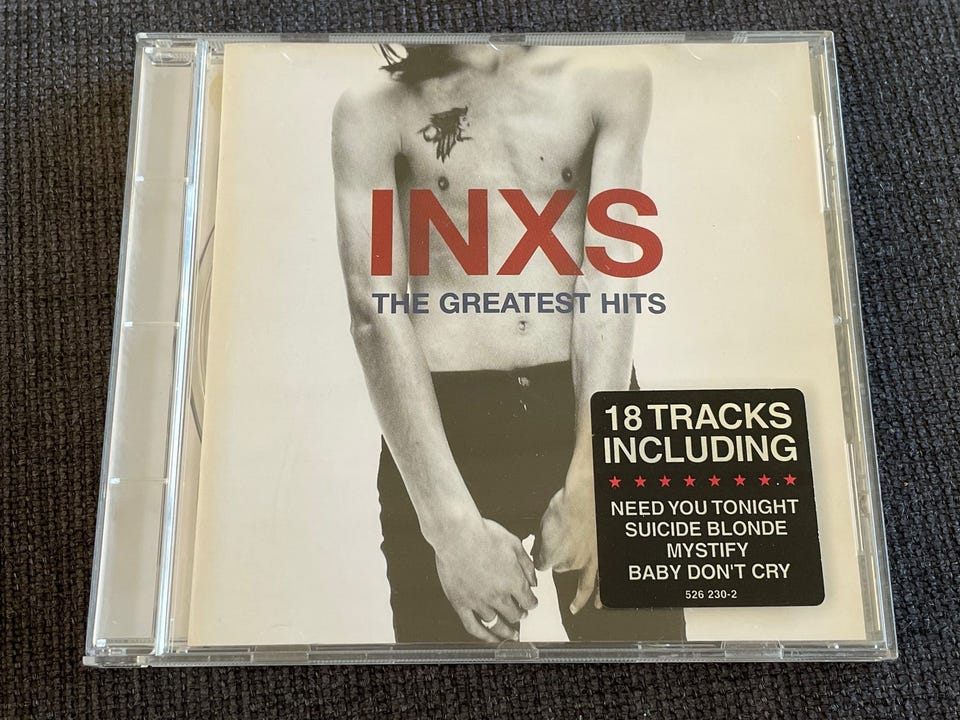 INXS
THE GREATEST HITS
18 TRACKS
INCLUDING
NEED YOU TONIGHT
SUICIDE BLONDE
MYSTIFY
BABY DON'T CRY
526 230-2